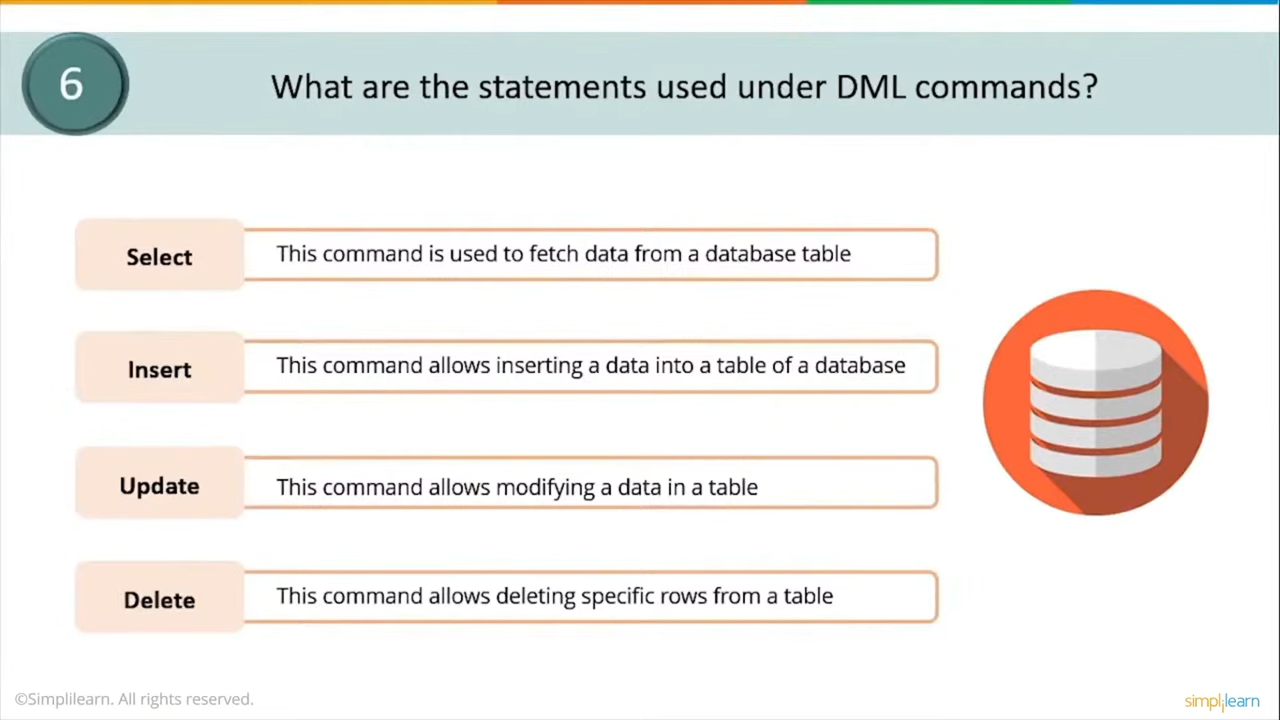 6
What are the statements used under DML commands?
Select
This command is used to fetch data from a database table
Insert
This command allows inserting a data into a table of a database
Update
This command allows modifying a data in a table
Delete
This command allows deleting specific rows from a table
©Simplilearn. All rights reserved.
simplilearn